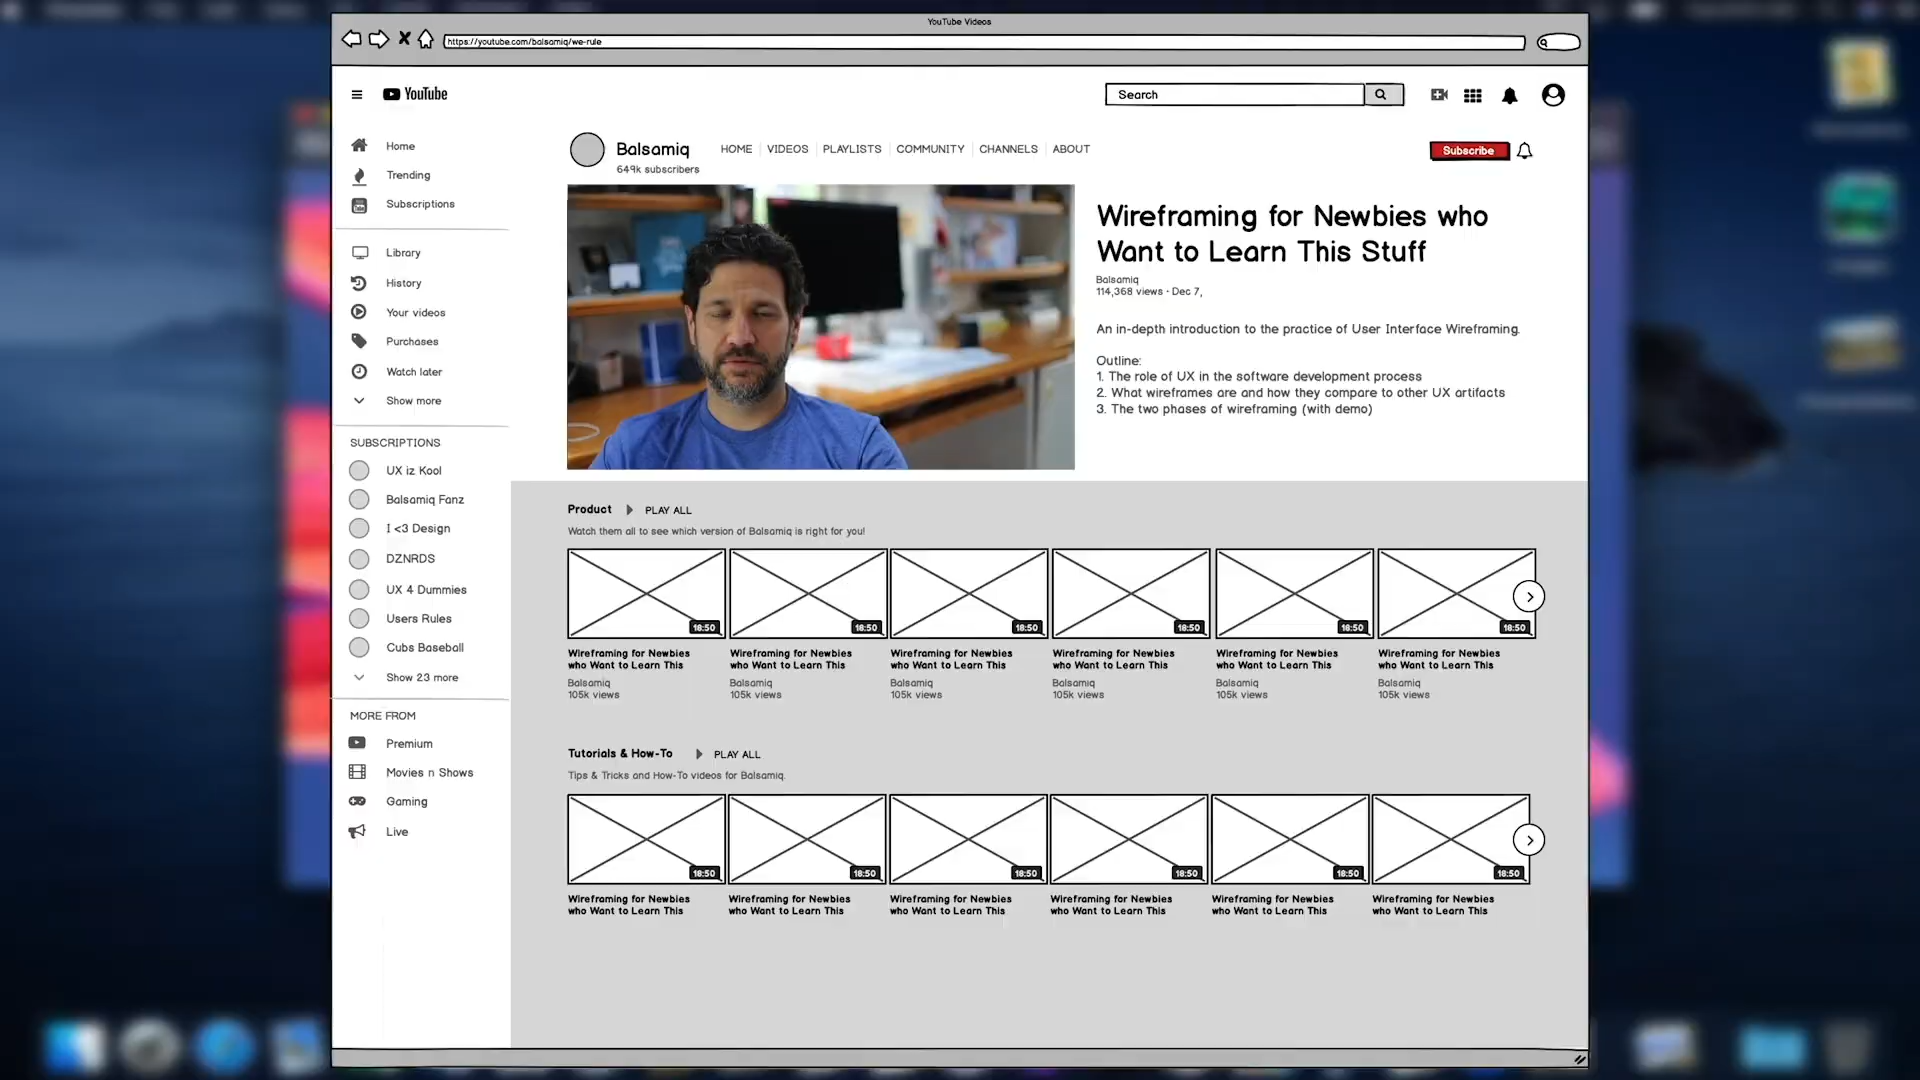 YouTube Videos
https://youtube.com/balsamiq/we-rule
YouTube
Search
Home
Trending
Subscriptions
Library
History
Your videos
Purchases
Watch later
Show more
SUBSCRIPTIONS
UX iz Kool
Balsamiq Fanz
I <3 Design
DZNRDS
UX 4 Dummies
Users Rules
Cubs Baseball
Show 23 more
MORE FROM
Premium
Movies n Shows
Gaming
Live
Balsamiq
649k subscribers
HOME VIDEOS PLAYLISTS COMMUNITY CHANNELS ABOUT
Subscribe
Wireframing for Newbies who
Want to Learn This Stuff
Balsamiq
114,368 views · Dec 7,
An in-depth introduction to the practice of User Interface Wireframing.
Outline:
1. The role of UX in the software development process
2. What wireframes are and how they compare to other UX artifacts
3. The two phases of wireframing (with demo)
Product PLAY ALL
Watch them all to see which version of Balsamiq is right for you!
18:50 18:50 18:50 18:50 18:50 18:50
Wireframing for Newbies Wireframing for Newbies Wireframing for Newbies Wireframing for Newbies Wireframing for Newbies Wireframing for Newbies
who Want to Learn This who Want to Learn This who Want to Learn This who Want to Learn This who Want to Learn This who Want to Learn This
Balsamiq Balsamiq Balsamiq Balsamiq Balsamiq Balsamiq
105k views 105k views 105k views 105k views 105k views 105k views
Tutorials & How-To PLAY ALL
Tips & Tricks and How-To videos for Balsamiq.
18:50 18:50 18:50 18:50 18:50 18:50
Wireframing for Newbies Wireframing for Newbies Wireframing for Newbies Wireframing for Newbies Wireframing for Newbies Wireframing for Newbies
who Want to Learn This who Want to Learn This who Want to Learn This who Want to Learn This who Want to Learn This who Want to Learn This